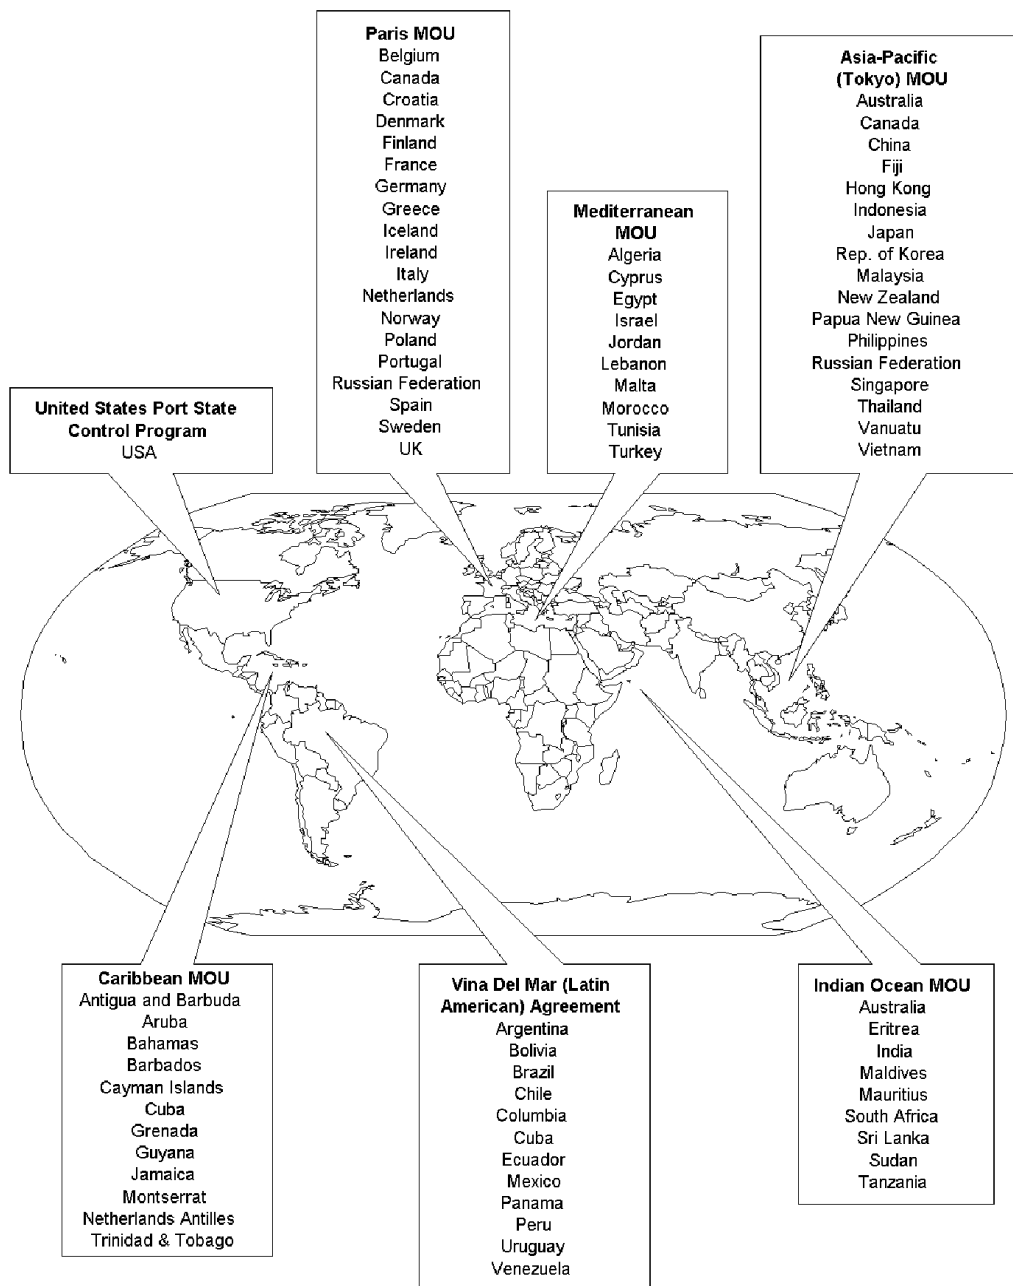 Paris MOU
Belgium
Canada
Croatia
Denmark
Finland
France
Germany
Greece
Iceland
Ireland
Italy
Netherlands
Norway
Poland
Portugal
Russian Federation
Spain
Sweden
UK
Asia-Pacific
(Tokyo) MOU
Australia
Canada
China
Fiji
Hong Kong
Indonesia
Japan
Rep. of Korea
Malaysia
New Zealand
Papua New Guinea
Philippines
Russian Federation
Singapore
Thailand
Vanuatu
Vietnam
Mediterranean
MOU
Algeria
Cyprus
Egypt
Israel
Jordan
Lebanon
Malta
Morocco
Tunisia
Turkey
United States Port State
Control Program
USA
Caribbean MOU
Antigua and Barbuda
Aruba
Bahamas
Barbados
Cayman Islands
Cuba
Grenada
Guyana
Jamaica
Montserrat
Netherlands Antilles
Trinidad & Tobago
Vina Del Mar (Latin
American) Agreement
Argentina
Bolivia
Brazil
Chile
Columbia
Cuba
Ecuador
Mexico
Panama
Peru
Uruguay
Venezuela
Indian Ocean MOU
Australia
Eritrea
India
Maldives
Mauritius
South Africa
Sri Lanka
Sudan
Tanzania